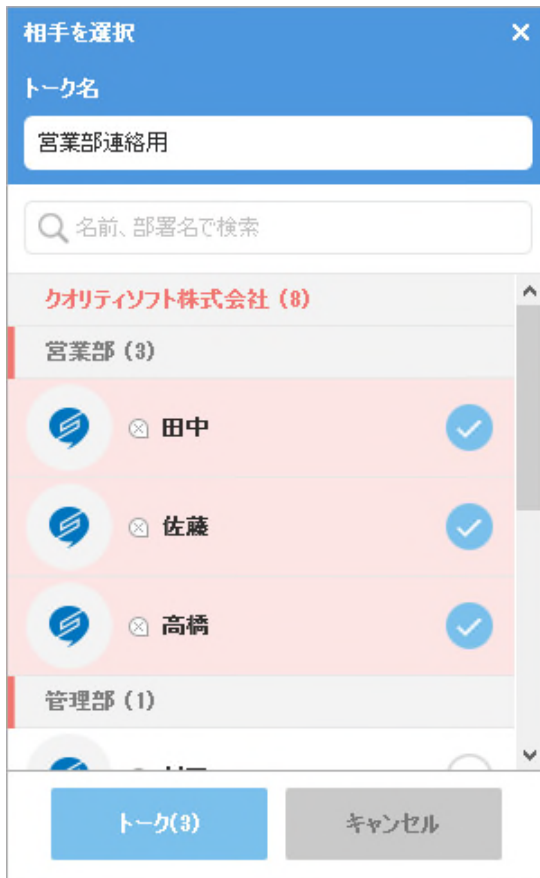 相手を選択
トーク名
営業部連絡用
名前、部署名で検索
クオリティソフト株式会社 (8)
営業部 (3)
田中
佐藤
高橋
管理部 (1)
トーク(3)
キャンセル